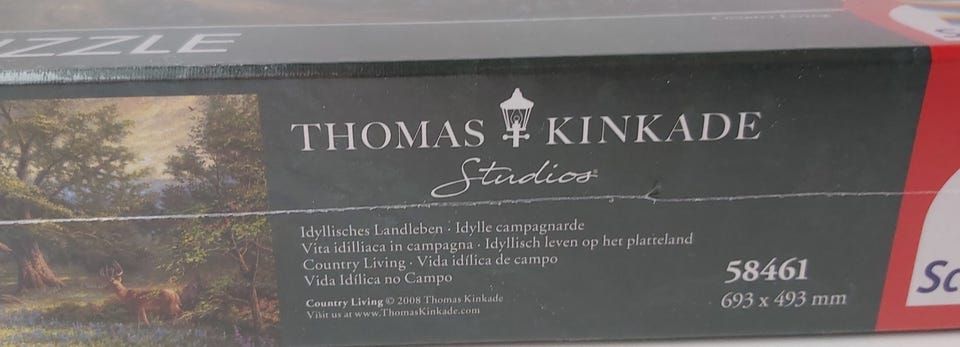 ZZLE
Country Living
THOMAS KINKADE
Studios
Idyllisches Landleben · Idylle campagnarde
Vita idilliaca in campagna · Idyllisch leven op het platteland
Country Living · Vida idílica de campo
Vida Idílica no Campo
Country Living © 2008 Thomas Kinkade
Visit us at www.ThomasKinkade.com
58461
693 x 493 mm
Sc